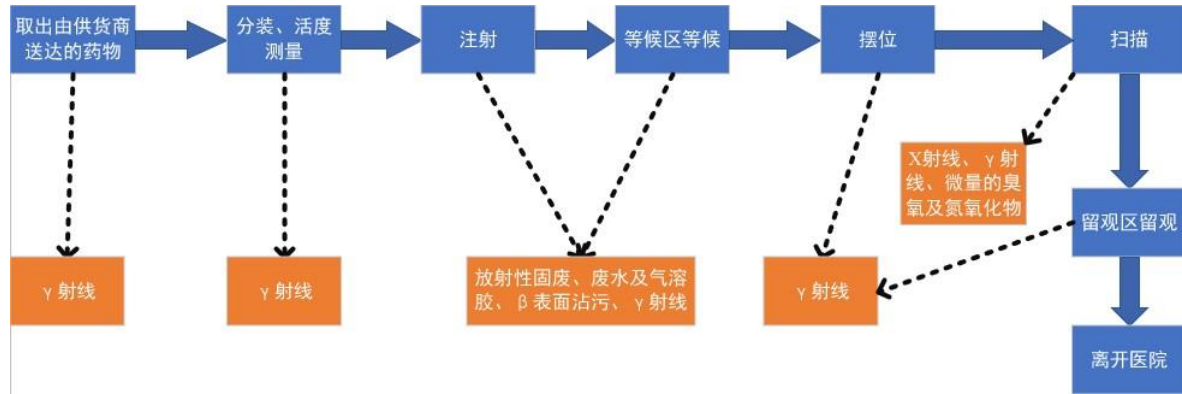 取出由供货商
送达的药物
分装、活度
测量
注射
等候区等候
摆位
扫描
X射线、γ射
线、微量的臭
氧及氮氧化物
留观区留观
γ射线
γ射线
放射性固废、废水及气溶
胶、β表面沾污、γ射线
γ射线
离开医院